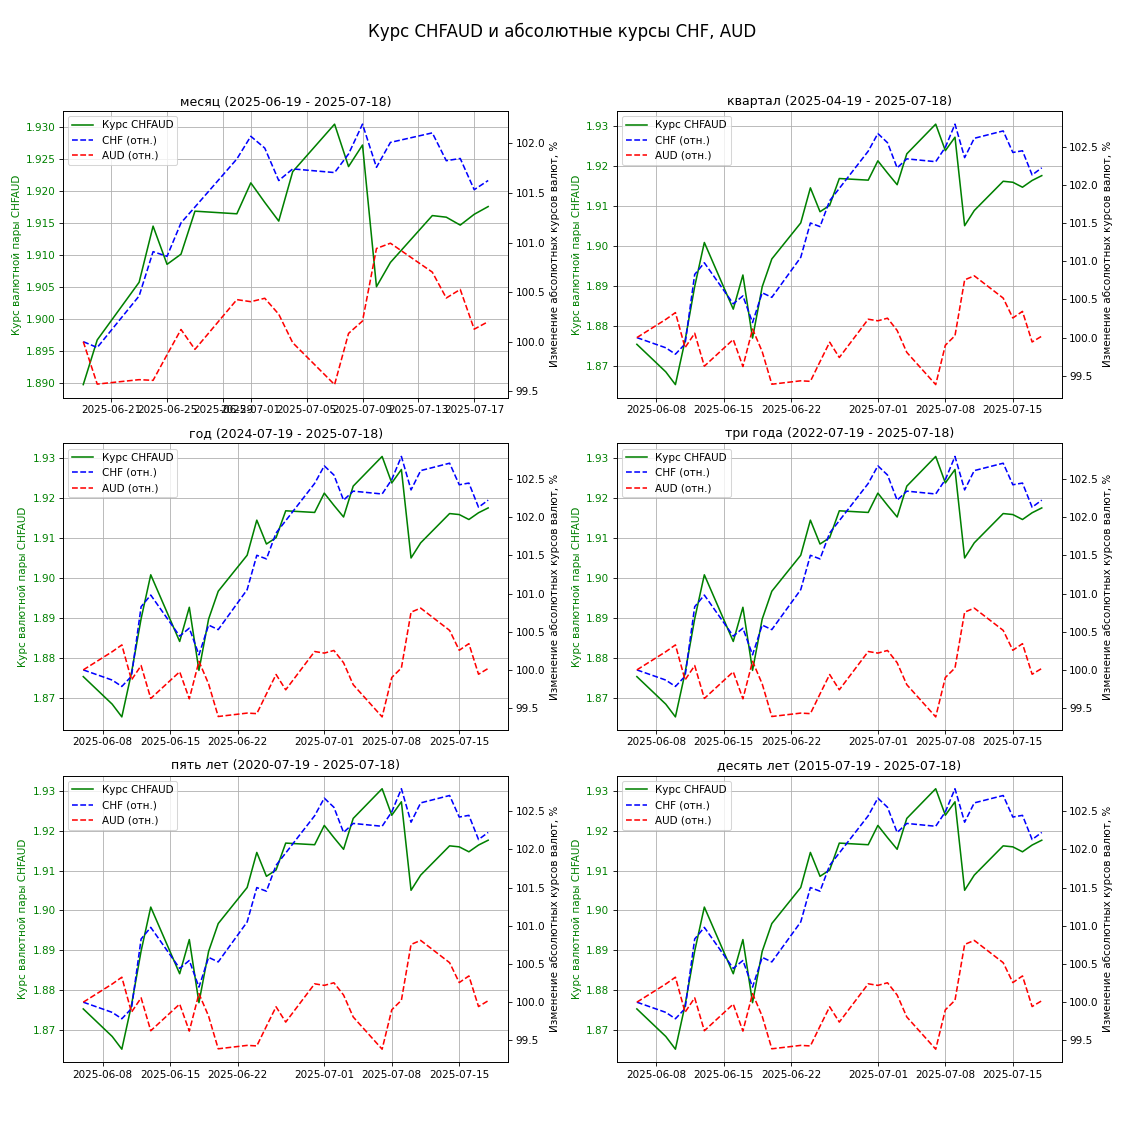 Курс CHFAUD и абсолютные курсы CHF, AUD
месяц (2025-06-19 - 2025-07-18)
Курс CHFAUD
CHF (отн.)
AUD (отн.)
Курс валютной пары CHFAUD
1.930
1.925
1.920
1.915
1.910
1.905
1.900
1.895
1.890
102.0
101.5
101.0
100.5
100.0
99.5
Изменение абсолютных курсов валют, %
2025-06-21 2025-06-25 2025-06-29 2025-07-01 2025-07-05 2025-07-09 2025-07-13 2025-07-17
квартал (2025-04-19 - 2025-07-18)
Курс CHFAUD
CHF (отн.)
AUD (отн.)
Курс валютной пары CHFAUD
1.93
1.92
1.91
1.90
1.89
1.88
1.87
102.5
102.0
101.5
101.0
100.5
100.0
99.5
Изменение абсолютных курсов валют, %
2025-06-08 2025-06-15 2025-06-22 2025-07-01 2025-07-08 2025-07-15
год (2024-07-19 - 2025-07-18)
Курс CHFAUD
CHF (отн.)
AUD (отн.)
Курс валютной пары CHFAUD
1.93
1.92
1.91
1.90
1.89
1.88
1.87
102.5
102.0
101.5
101.0
100.5
100.0
99.5
Изменение абсолютных курсов валют, %
2025-06-08 2025-06-15 2025-06-22 2025-07-01 2025-07-08 2025-07-15
три года (2022-07-19 - 2025-07-18)
Курс CHFAUD
CHF (отн.)
AUD (отн.)
Курс валютной пары CHFAUD
1.93
1.92
1.91
1.90
1.89
1.88
1.87
102.5
102.0
101.5
101.0
100.5
100.0
99.5
Изменение абсолютных курсов валют, %
2025-06-08 2025-06-15 2025-06-22 2025-07-01 2025-07-08 2025-07-15
пять лет (2020-07-19 - 2025-07-18)
Курс CHFAUD
CHF (отн.)
AUD (отн.)
Курс валютной пары CHFAUD
1.93
1.92
1.91
1.90
1.89
1.88
1.87
102.5
102.0
101.5
101.0
100.5
100.0
99.5
Изменение абсолютных курсов валют, %
2025-06-08 2025-06-15 2025-06-22 2025-07-01 2025-07-08 2025-07-15
десять лет (2015-07-19 - 2025-07-18)
Курс CHFAUD
CHF (отн.)
AUD (отн.)
Курс валютной пары CHFAUD
1.93
1.92
1.91
1.90
1.89
1.88
1.87
102.5
102.0
101.5
101.0
100.5
100.0
99.5
Изменение абсолютных курсов валют, %
2025-06-08 2025-06-15 2025-06-22 2025-07-01 2025-07-08 2025-07-15